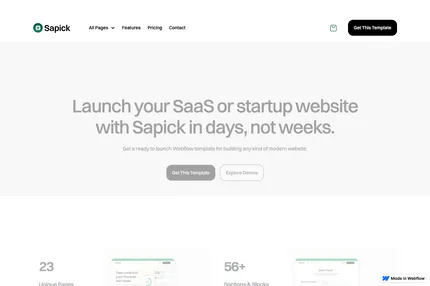 Sapick
All Pages
Features
Pricing
Contact
Get This Template
Launch your SaaS or startup website
with Sapick in days, not weeks.
Get a ready to launch Webflow template for building any kind of modern website.
Get This Template
Explore Demos
23
56+
Unique Pages
Sections & Blocks
Made in Webflow